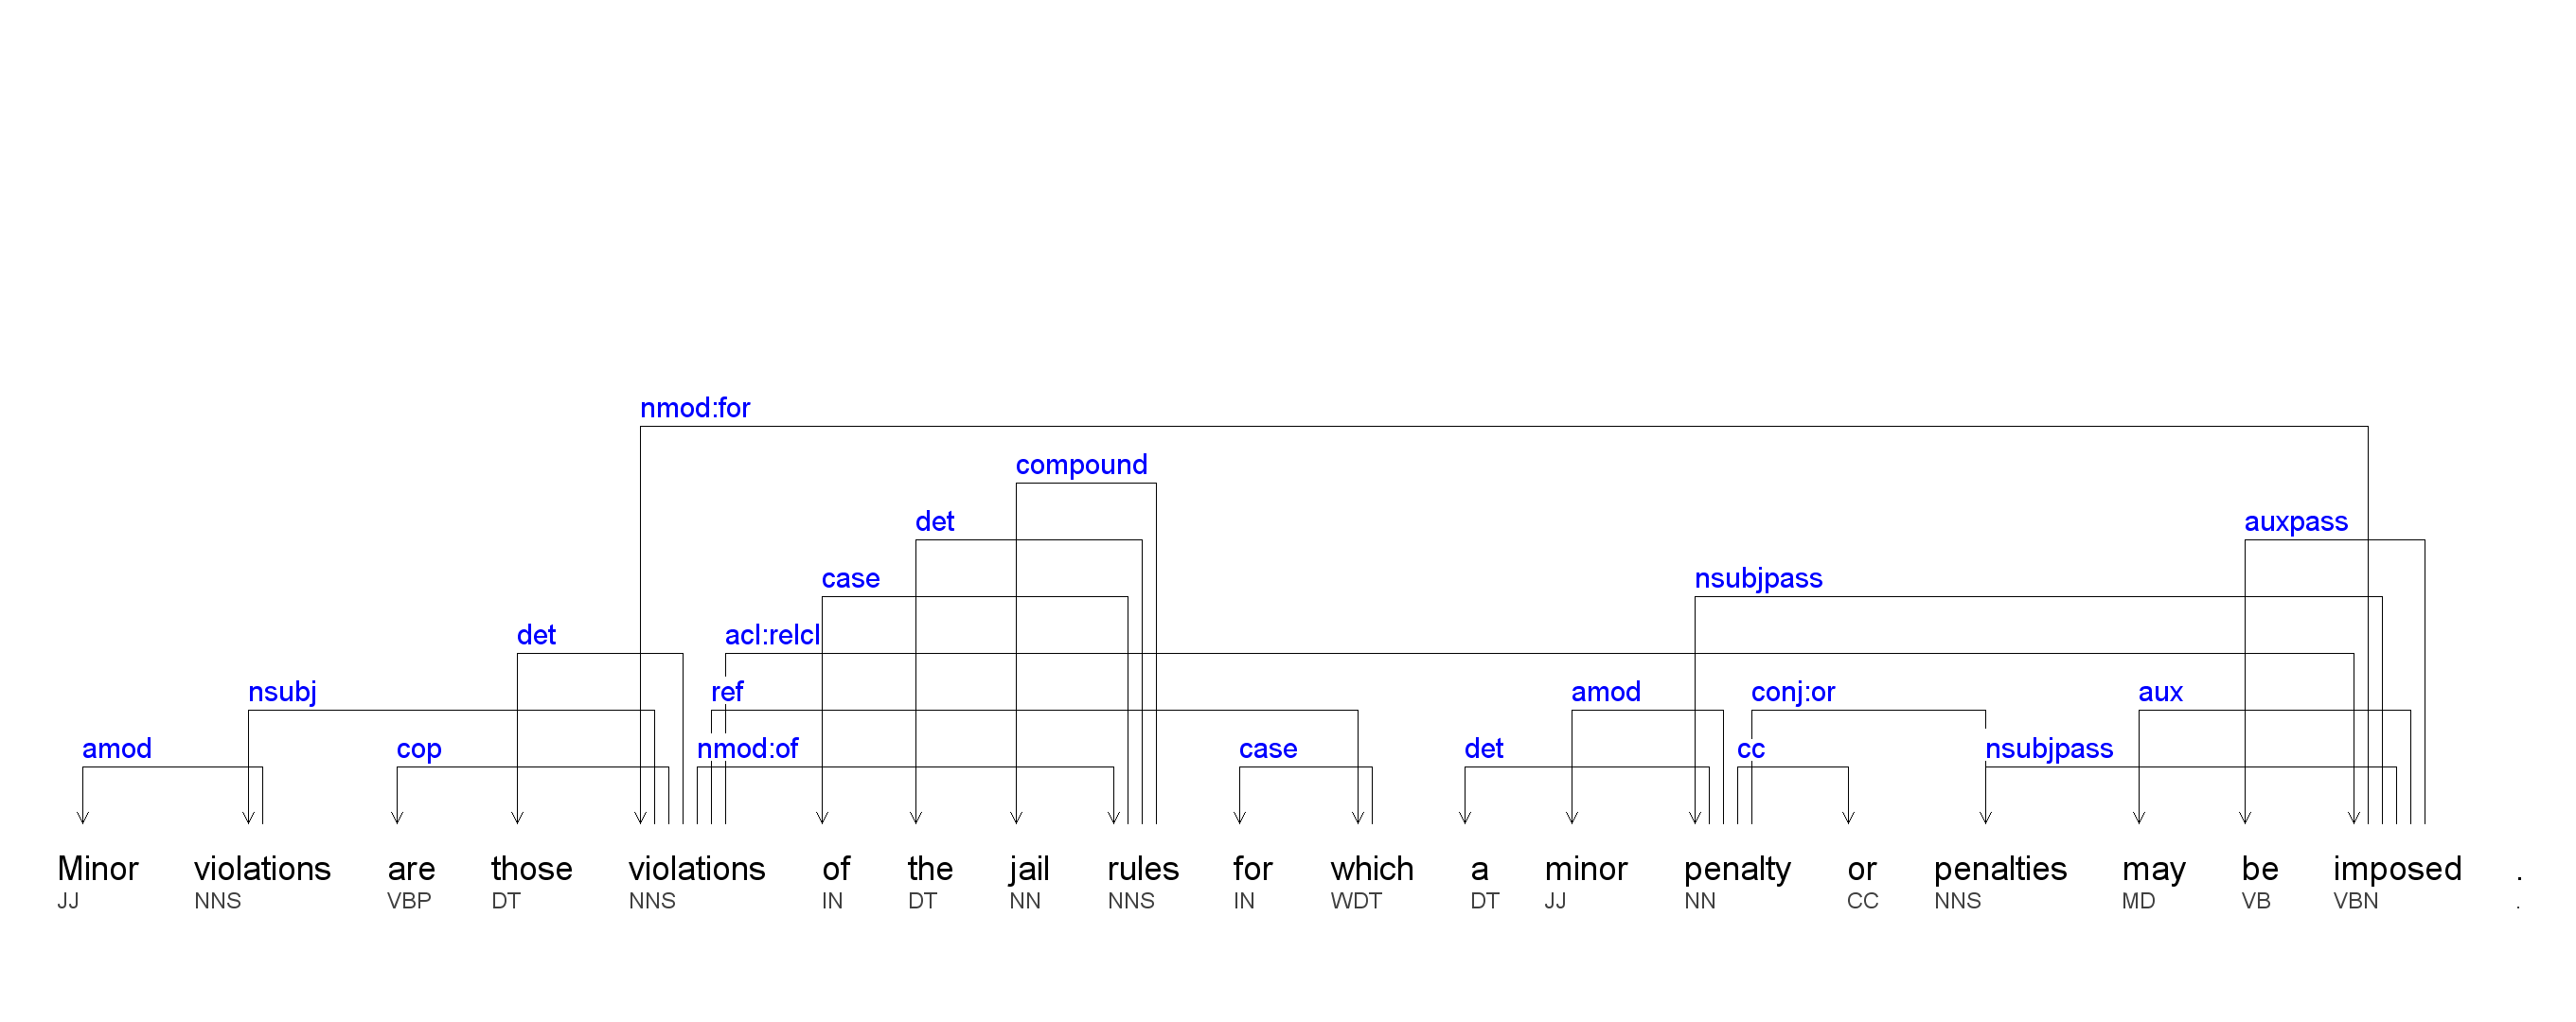 nmod:for
compound
det auxpass
case nsubjpass
det acl:relcl
nsubj ref amod conj:or aux
amod cop nmod:of case det cc nsubjpass
Minor violations are those violations of the jail rules for which a minor penalty or penalties may be imposed .
JJ NNS VBP DT NNS IN DT NN NNS IN WDT DT JJ NN CC NNS MD VB VBN .